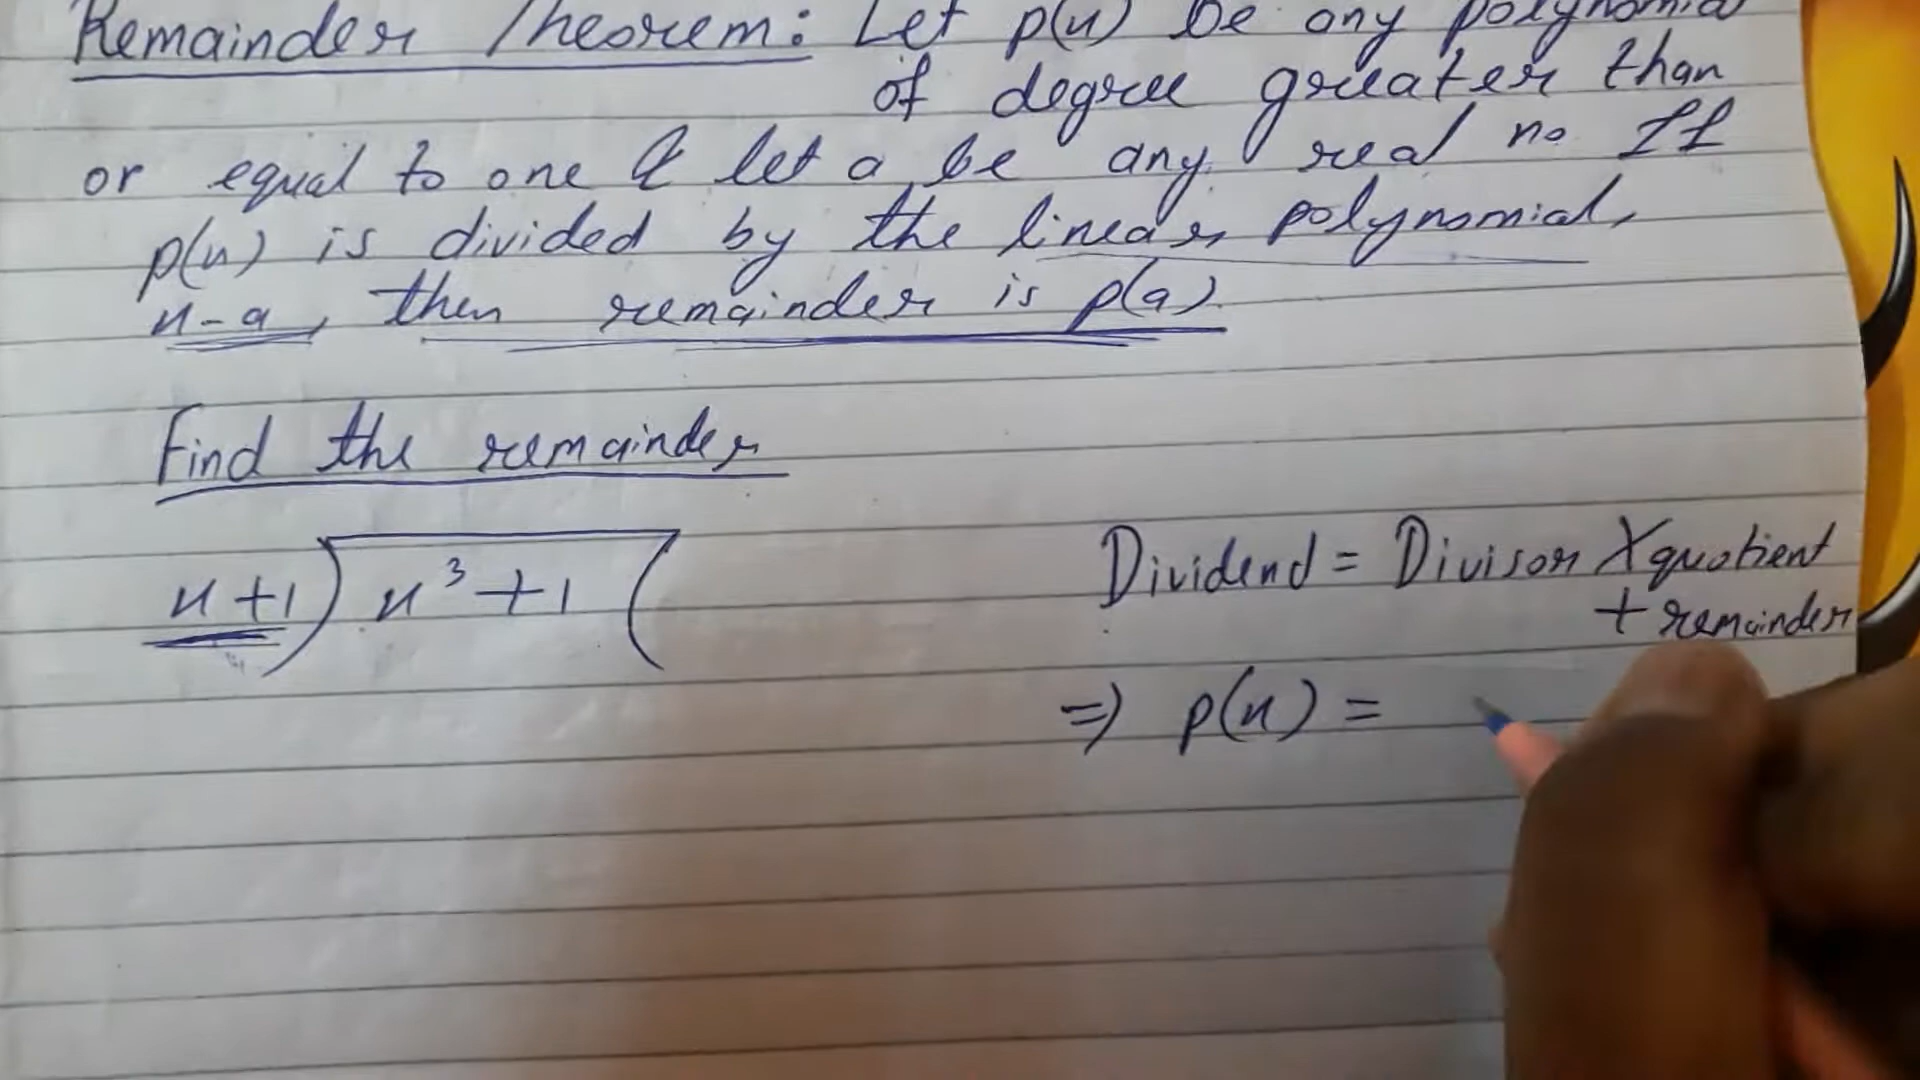 Remainder Theorem: Let p(x) be any polynomial
of degree greater than
or equal to one & let a be any real no If
p(x) is divided by the linear polynomial,
x-a, then remainder is p(a).
Find the remainder
x+1) x³+1 (
Dividend = Divisor X quotient
+ remainder
=> p(x) =